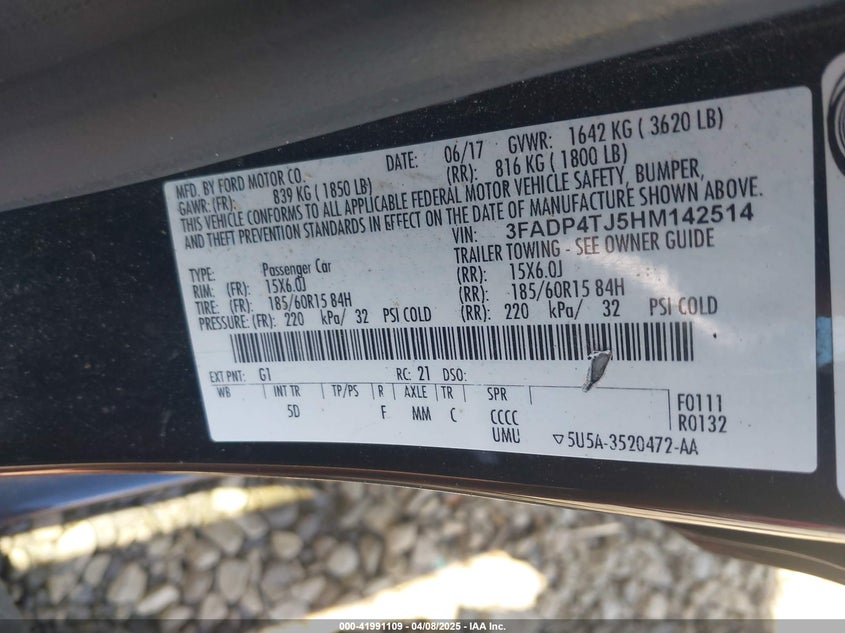 MFD. BY FORD MOTOR CO. DATE: 06/17 GVWR: 1642 KG ( 3620 LB)
GAWR: (FR): 839 KG ( 1850 LB) (RR): 816 KG ( 1800 LB)
THIS VEHICLE CONFORMS TO ALL APPLICABLE FEDERAL MOTOR VEHICLE SAFETY, BUMPER,
AND THEFT PREVENTION STANDARDS IN EFFECT ON THE DATE OF MANUFACTURE SHOWN ABOVE.
VIN: 3FADP4TJ5HM142514
TRAILER TOWING - SEE OWNER GUIDE
TYPE: Passenger Car
RIM: (FR): 15X6.0J (RR): 15X6.0J
TIRE: (FR): 185/60R15 84H (RR): 185/60R15 84H
PRESSURE: (FR): 220 kPa/ 32 PSI COLD (RR): 220 kPa/ 32 PSI COLD
EXT PNT: G1 RC: 21 DSO:
WB INT TR TP/PS R AXLE TR SPR
5D F MM C CCCC
UMU
F0111
R0132
▽5U5A-3520472-AA
000-41991109 | 04/08/2025 - IAA Inc.